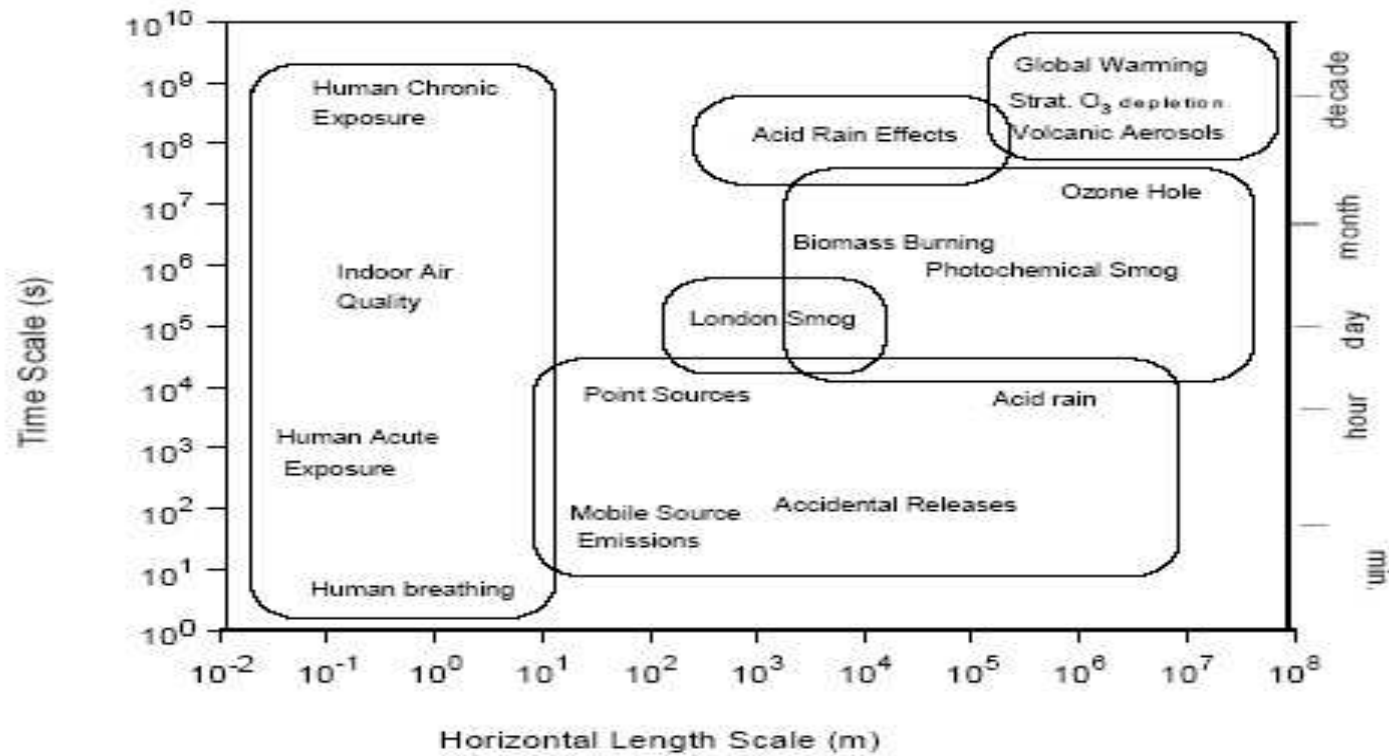 10^10
10^9
10^8
10^7
10^6
10^5
10^4
10^3
10^2
10^1
10^0
Time Scale (s)
Human Chronic
Exposure
Indoor Air
Quality
Human Acute
Exposure
Human breathing
Acid Rain Effects
Global Warming
Strat. O3 depletion
Volcanic Aerosols
Ozone Hole
Biomass Burning
Photochemical Smog
London Smog
Point Sources
Acid rain
Mobile Source
Emissions
Accidental Releases
decade
month
day
hour
min.
10^-2
10^-1
10^0
10^1
10^2
10^3
10^4
10^5
10^6
10^7
10^8
Horizontal Length Scale (m)